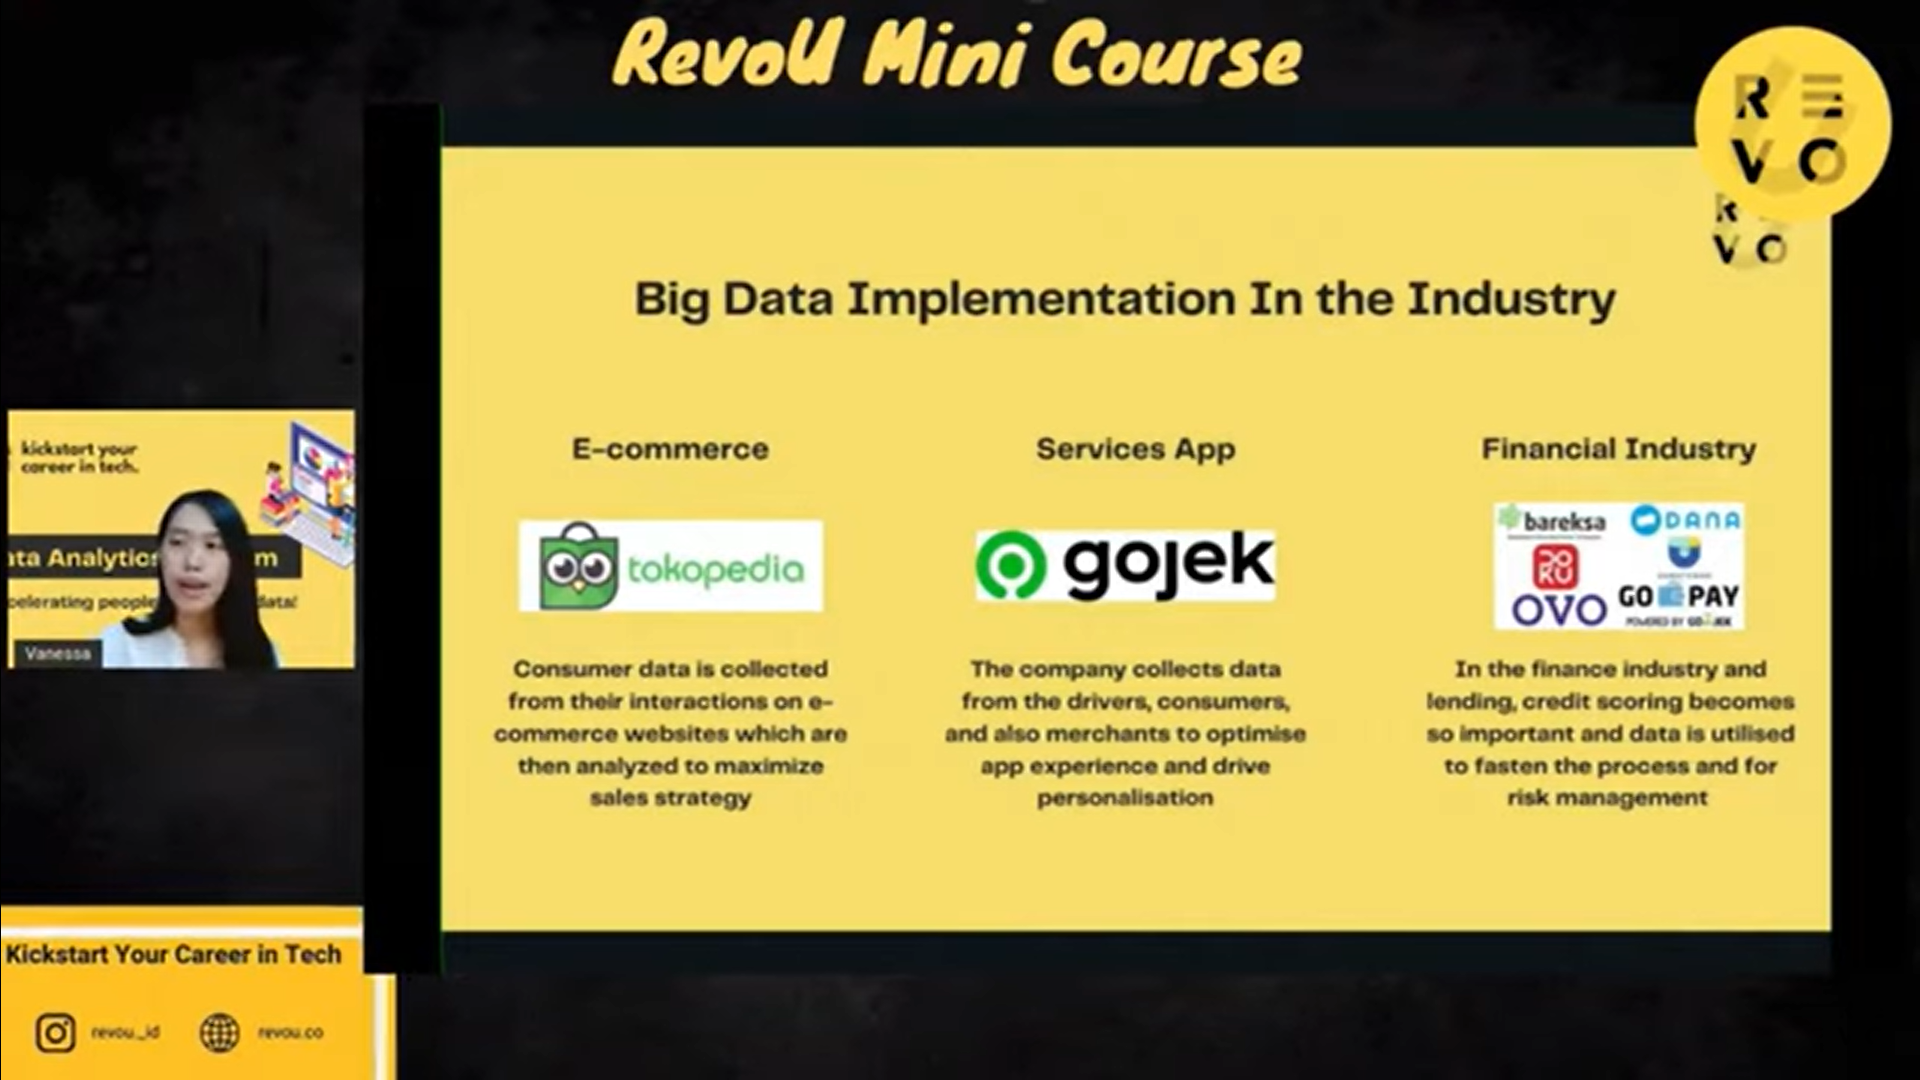 RevoU Mini Course
R E
V O
R
V O
Big Data Implementation In the Industry
E-commerce
Services App
Financial Industry
tokopedia
gojek
bareksa
DANA
DO
KU
OVO
GO PAY
POWERED BY GO-JEK
Consumer data is collected
from their interactions on e-
commerce websites which are
then analyzed to maximize
sales strategy
The company collects data
from the drivers, consumers,
and also merchants to optimise
app experience and drive
personalisation
In the finance industry and
lending, credit scoring becomes
so important and data is utilised
to fasten the process and for
risk management
kickstart your
career in tech.
ata Analytic m
celerating people data!
Vanessa
Kickstart Your Career in Tech
revou_id
revou.co